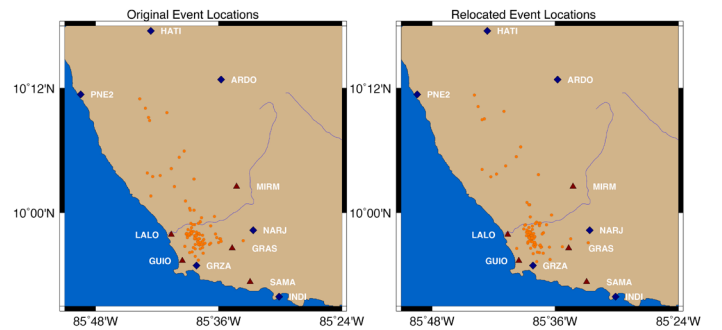 Original Event Locations
HATI
ARDO
PNE2
10°12'N
MIRM
10°00'N
LALO
NARJ
GRAS
GUIO
GRZA
SAMA
INDI
85°48'W
85°36'W
85°24'W
Relocated Event Locations
HATI
ARDO
PNE2
10°12'N
MIRM
10°00'N
LALO
NARJ
GRAS
GUIO
GRZA
SAMA
INDI
85°48'W
85°36'W
85°24'W